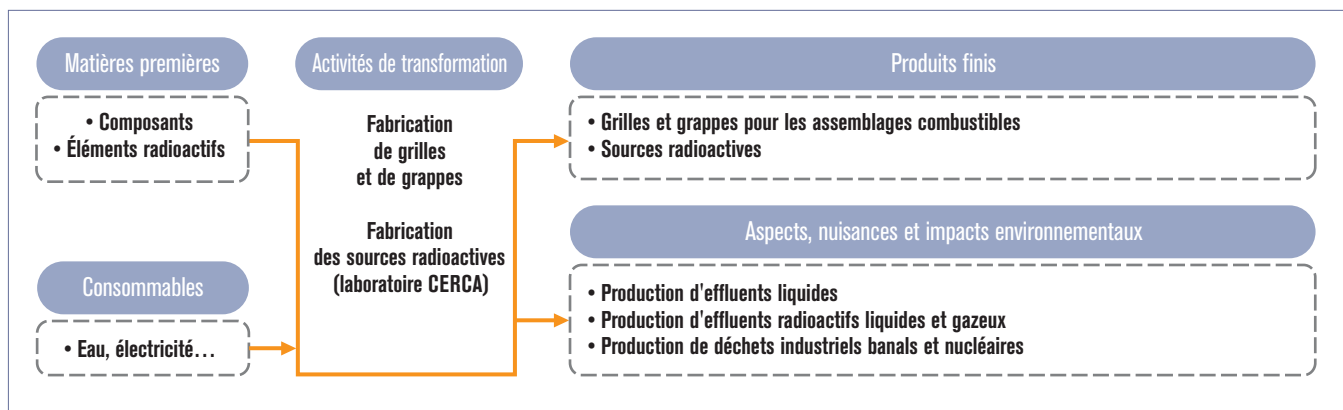 Matières premières
• Composants
• Éléments radioactifs
Consommables
• Eau, électricité…
Activités de transformation
Fabrication
de grilles
et de grappes
Fabrication
des sources radioactives
(laboratoire CERCA)
Produits finis
• Grilles et grappes pour les assemblages combustibles
• Sources radioactives
Aspects, nuisances et impacts environnementaux
• Production d'effluents liquides
• Production d'effluents radioactifs liquides et gazeux
• Production de déchets industriels banals et nucléaires